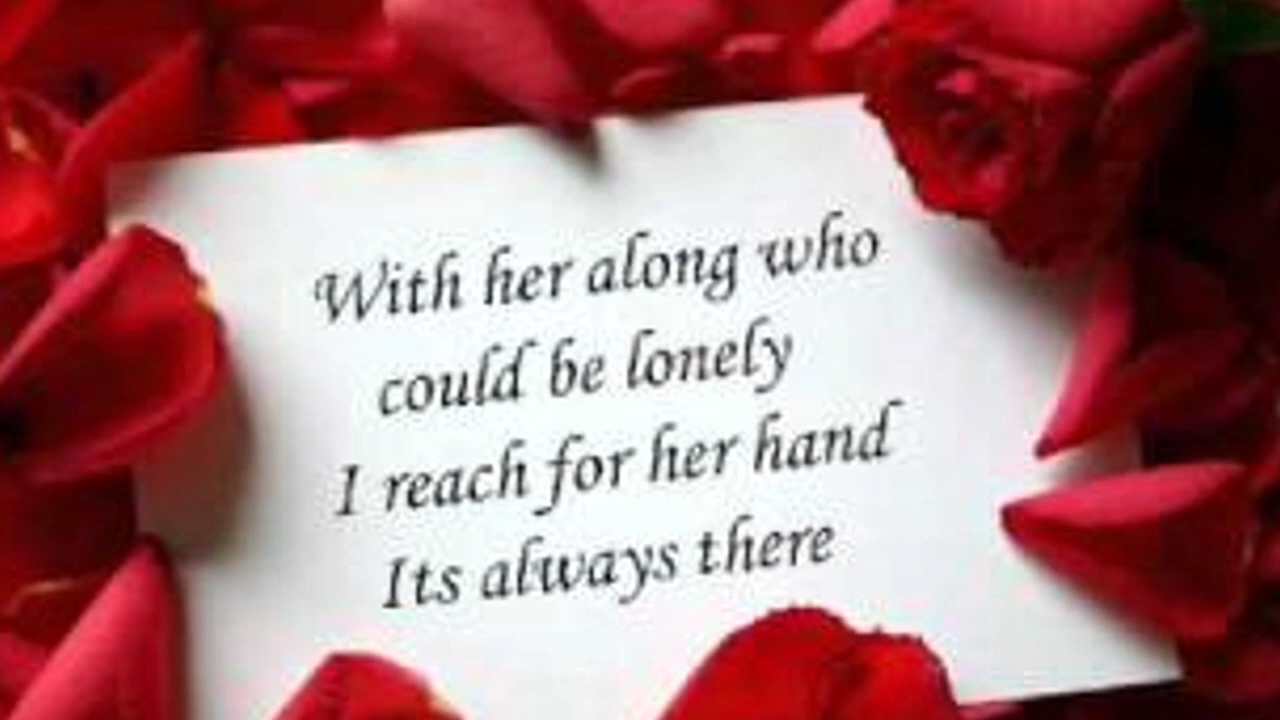 With her along who
could be lonely
I reach for her hand
Its always there